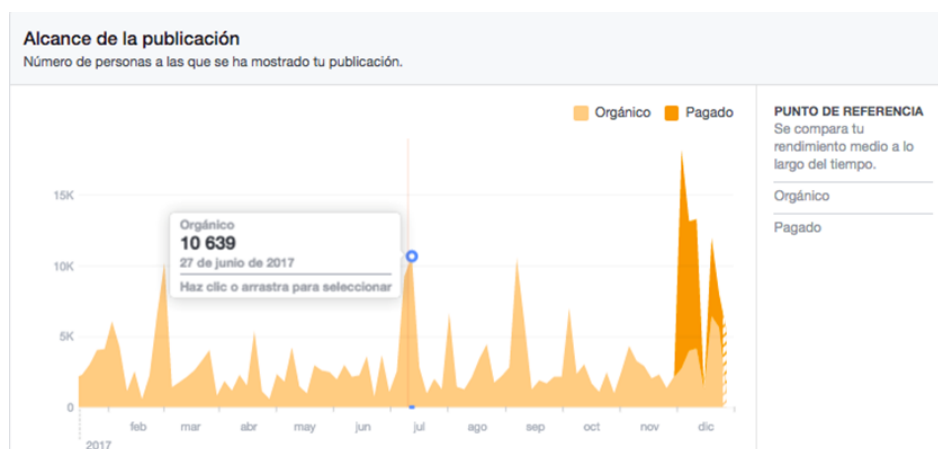 Alcance de la publicación
Número de personas a las que se ha mostrado tu publicación.
Orgánico
Pagado
15K
10K
5K
0
Orgánico
10 639
27 de junio de 2017
Haz clic o arrastra para seleccionar
feb
mar
abr
may
jun
jul
ago
sep
oct
nov
dic
2017
PUNTO DE REFERENCIA
Se compara tu
rendimiento medio a lo
largo del tiempo.
Orgánico
Pagado